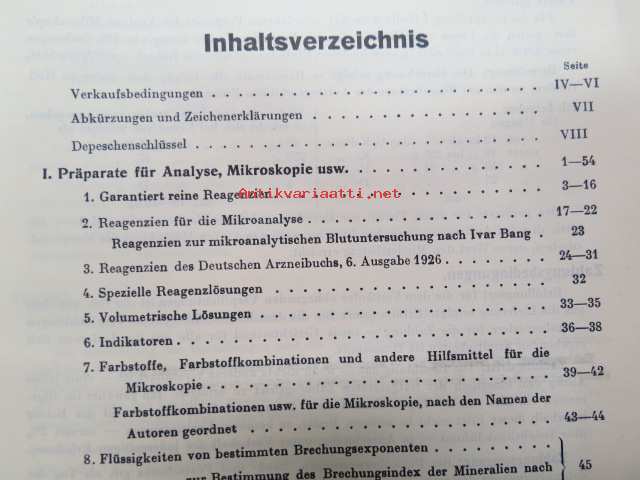 Inhaltsverzeichnis
Seite
Verkaufsbedingungen . . . . . . . . . . . . . . . . . . . IV—VI
Abkürzungen und Zeichenerklärungen . . . . . . . . . . . . . VII
Depeschenschlüssel . . . . . . . . . . . . . . . . . . . . VIII
I. Präparate für Analyse, Mikroskopie usw. . . . . . . . . . . . 1—54
1. Garantiert reine Reagenzien . . . . . . . . . . . . . . . 3—16
antikvariaatti.net
2. Reagenzien für die Mikroanalyse . . . . . . . . . . . . . 17—22
Reagenzien zur mikroanalytischen Blutuntersuchung nach Ivar Bang . 23
3. Reagenzien des Deutschen Arzneibuchs, 6. Ausgabe 1926 . . . . . 24—31
4. Spezielle Reagenzlösungen . . . . . . . . . . . . . . . . 32
5. Volumetrische Lösungen . . . . . . . . . . . . . . . . . 33—35
6. Indikatoren . . . . . . . . . . . . . . . . . . . . . . 36—38
7. Farbstoffe, Farbstoffkombinationen und andere Hilfsmittel für die
Mikroskopie . . . . . . . . . . . . . . . . . . . . . . 39—42
Farbstoffkombinationen usw. für die Mikroskopie, nach den Namen der
Autoren geordnet . . . . . . . . . . . . . . . . . . . . 43—44
8. Flüssigkeiten von bestimmten Brechungsexponenten . . . . . . .
zur Bestimmung des Brechungsindex der Mineralien nach 45